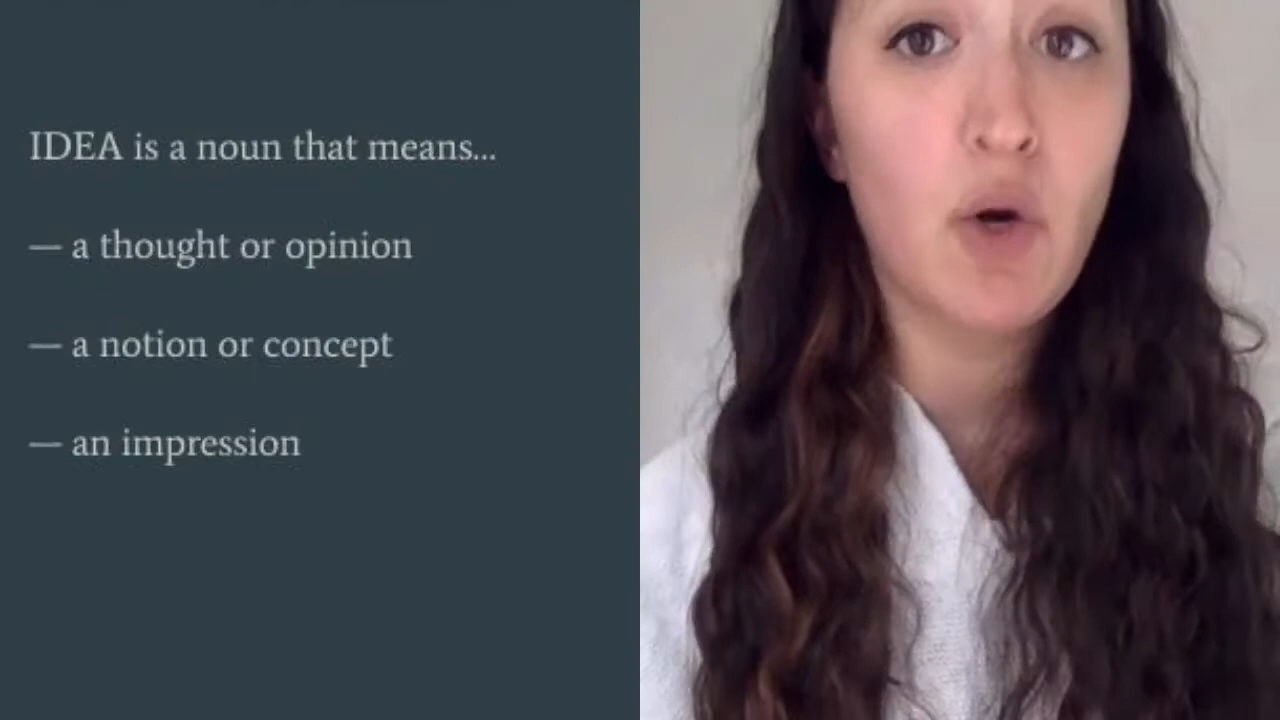 IDEA is a noun that means...
— a thought or opinion
— a notion or concept
— an impression